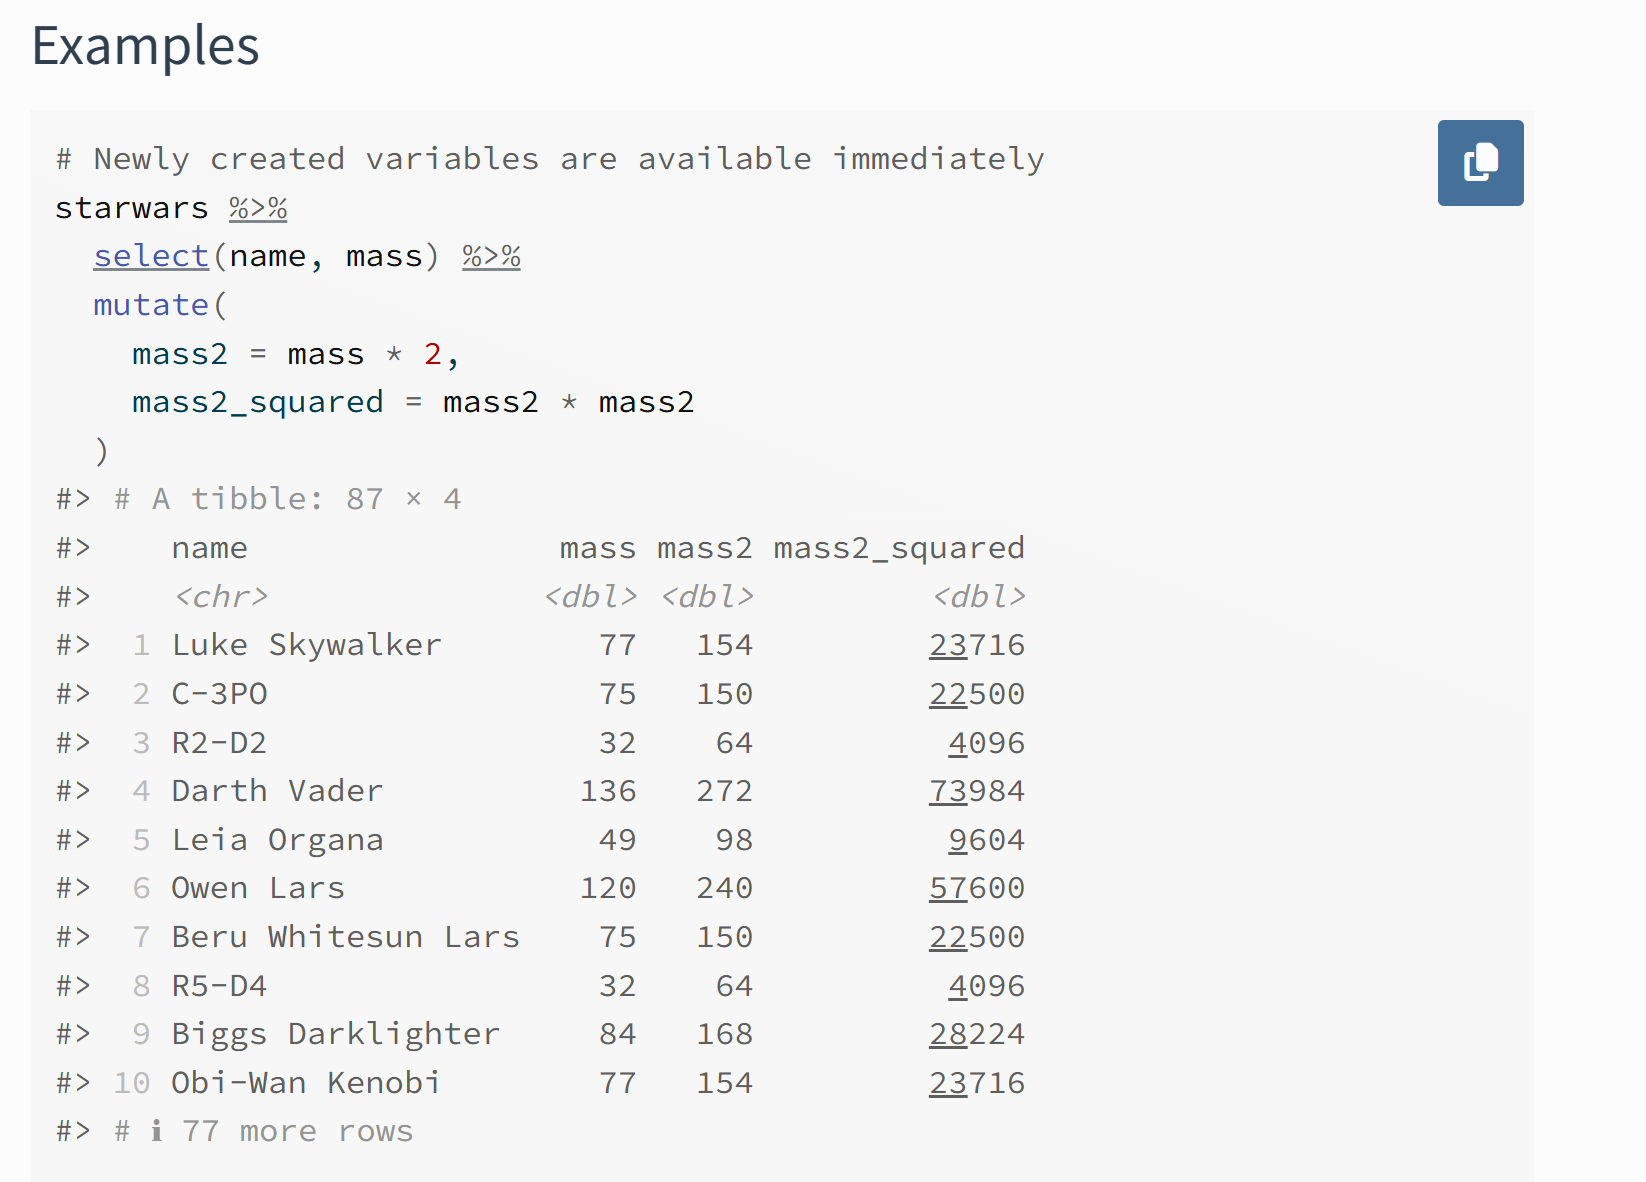 Examples
# Newly created variables are available immediately
starwars %>%
  select(name, mass) %>%
  mutate(
    mass2 = mass * 2,
    mass2_squared = mass2 * mass2
  )
#> # A tibble: 87 × 4
#>    name                mass mass2 mass2_squared
#>    <chr>              <dbl> <dbl>         <dbl>
#>  1 Luke Skywalker        77   154         23716
#>  2 C-3PO                 75   150         22500
#>  3 R2-D2                 32    64          4096
#>  4 Darth Vader          136   272         73984
#>  5 Leia Organa           49    98          9604
#>  6 Owen Lars            120   240         57600
#>  7 Beru Whitesun Lars    75   150         22500
#>  8 R5-D4                 32    64          4096
#>  9 Biggs Darklighter     84   168         28224
#> 10 Obi-Wan Kenobi        77   154         23716
#> # ℹ 77 more rows